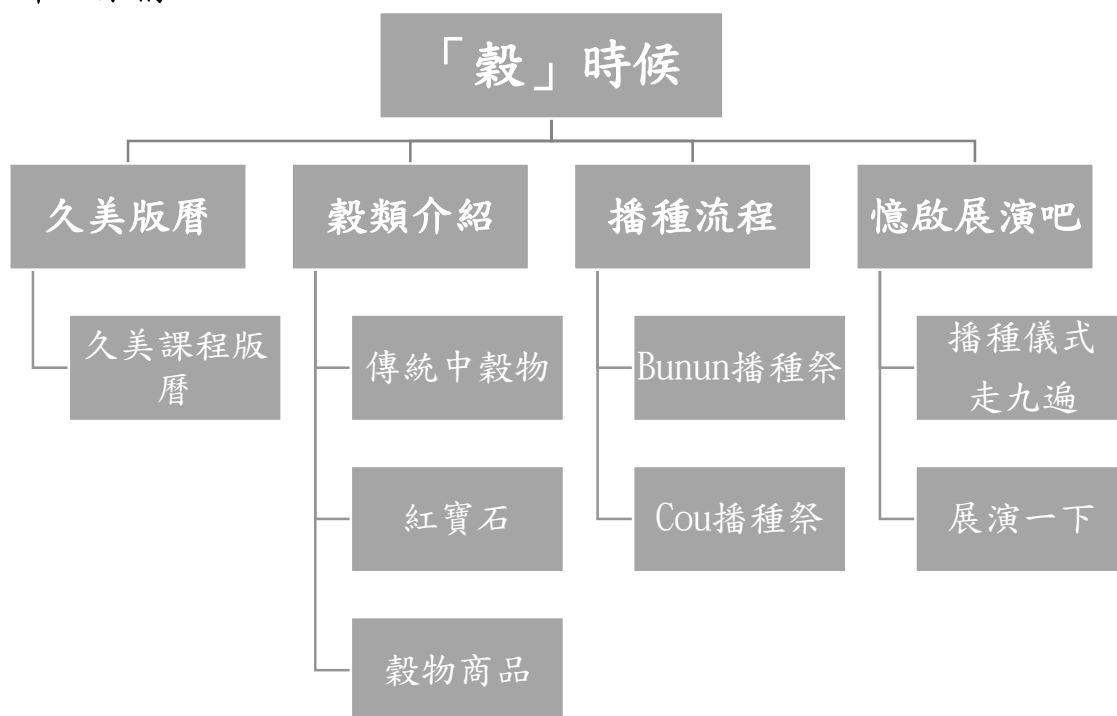 「穀」時候
久美版曆
穀類介紹
播種流程
憶啟展演吧
久美課程版
曆
傳統中穀物
Bunun播種祭
播種儀式
走九遍
紅寶石
Cou播種祭
展演一下
穀物商品